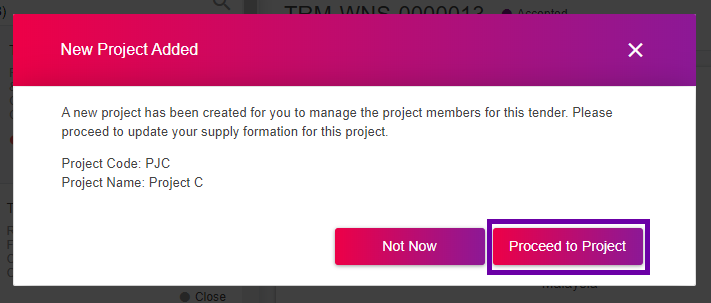 TRM-WNS-0000013 Accepted
New Project Added
A new project has been created for you to manage the project members for this tender. Please
proceed to update your supply formation for this project.
Project Code: PJC
Project Name: Project C
Not Now
Proceed to Project
Malaysia
Close